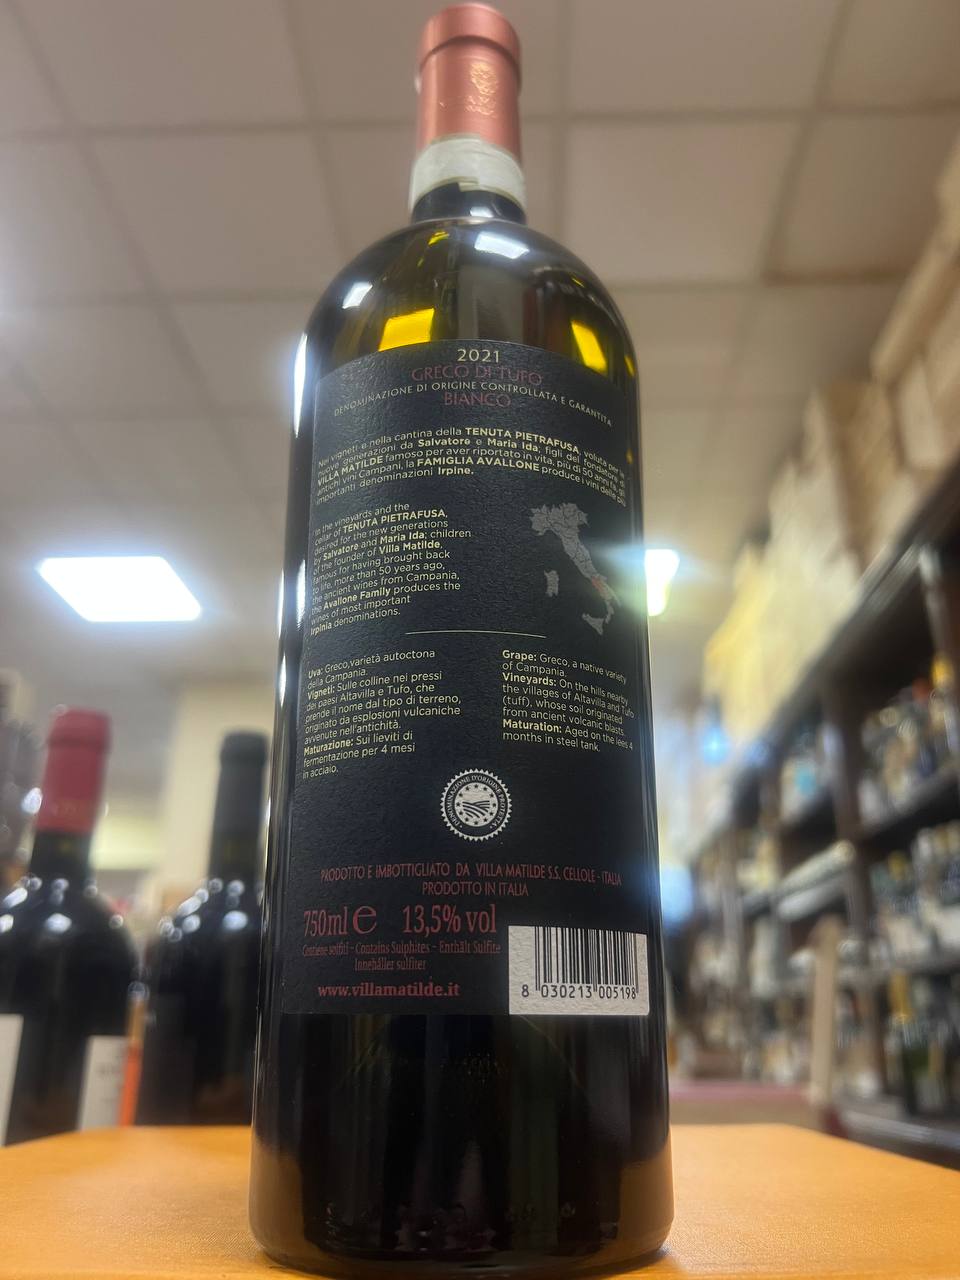 2021
GRECO DI TUFO
DENOMINAZIONE DI ORIGINE CONTROLLATA E GARANTITA
BIANCO
Nei vigneti e nella cantina della TENUTA PIETRAFUSA, voluta per le
nuove generazioni da Salvatore e Maria Ida; figli del fondatore di
VILLA MATILDE famoso per aver riportato in vita, più di 50 anni fa, gli
antichi vini Campani, la FAMIGLIA AVALLONE produce i vini delle più
importanti denominazioni Irpine.
In the vineyards and the
cellar of TENUTA PIETRAFUSA,
desired for the new generations
by Salvatore and Maria Ida; children
of the founder of Villa Matilde,
famous for having brought back
to life, more than 50 years ago,
the ancient wines from Campania,
the Avallone Family produces the
wines of most important
Irpinia denominations.
Uva: Greco,varietà autoctona
della Campania.
Vigneti: Sulle colline nei pressi
dei paesi Altavilla e Tufo, che
prende il nome dal tipo di terreno,
originato da esplosioni vulcaniche
avvenute nell'antichità.
Maturazione: Sui lieviti di
fermentazione per 4 mesi
in acciaio.
Grape: Greco, a native variety
of Campania.
Vineyards: On the hills nearby
the villages of Altavilla and Tufo
(tuff), whose soil originated
from ancient volcanic blasts.
Maturation: Aged on the lees 4
months in steel tank.
DENOMINAZIONE D'ORIGINE PROTETTA
PRODOTTO E IMBOTTIGLIATO DA VILLA MATILDE S.S. CELLOLE - ITALIA
PRODOTTO IN ITALIA
750ml e 13,5% vol
Contiene solfiti - Contains Sulphites - Enthält Sulfite
Innehåller sulfiter
www.villamatilde.it
8 030213 005198